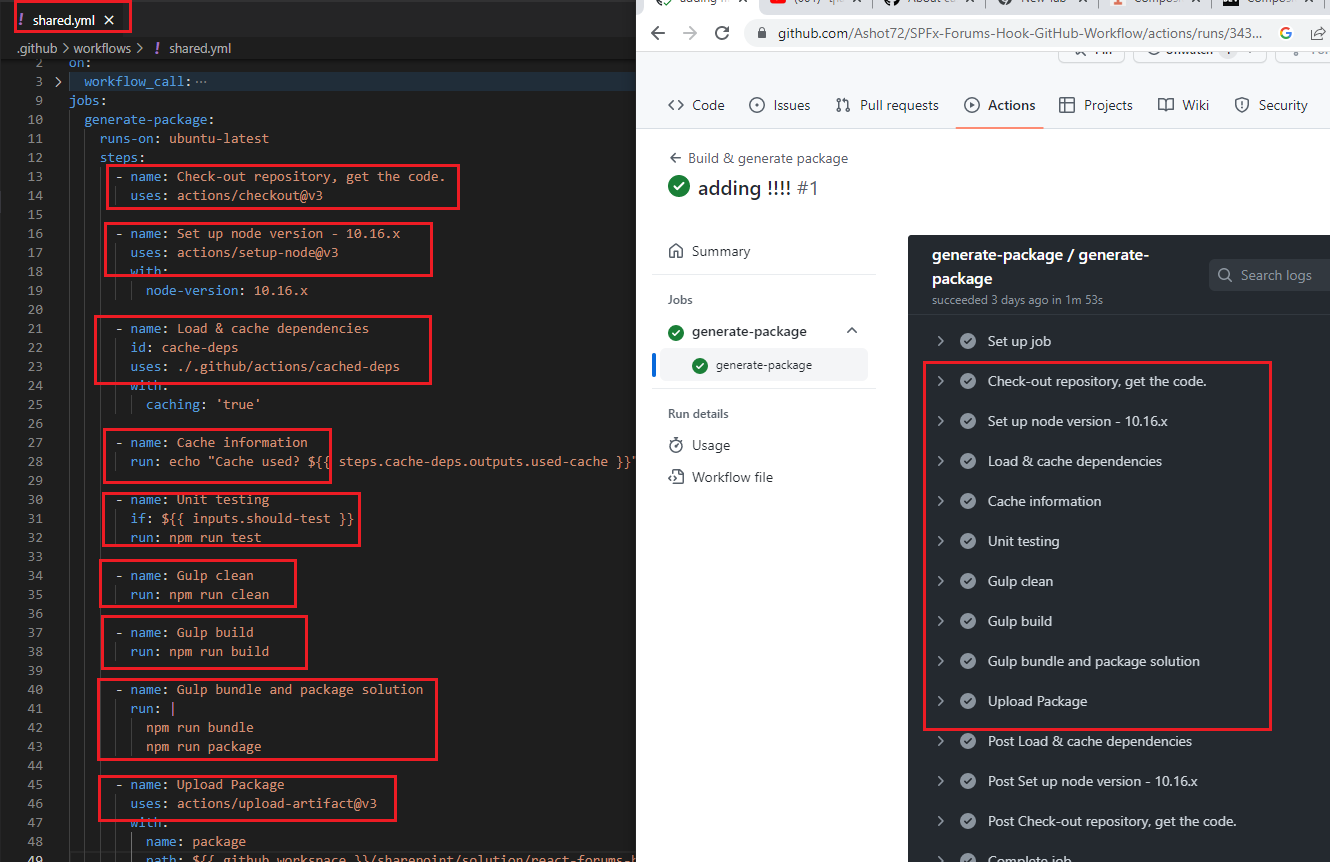 ! shared.yml ×
.github > workflows > ! shared.yml
2 on:
3 workflow_call: ···
9 jobs:
10 generate-package:
11 runs-on: ubuntu-latest
12 steps:
13 - name: Check-out repository, get the code.
14 uses: actions/checkout@v3
15
16 - name: Set up node version - 10.16.x
17 uses: actions/setup-node@v3
18 with:
19 node-version: 10.16.x
20
21 - name: Load & cache dependencies
22 id: cache-deps
23 uses: ./.github/actions/cached-deps
24 with:
25 caching: 'true'
26
27 - name: Cache information
28 run: echo "Cache used? ${{ steps.cache-deps.outputs.used-cache }}"
29
30 - name: Unit testing
31 if: ${{ inputs.should-test }}
32 run: npm run test
33
34 - name: Gulp clean
35 run: npm run clean
36
37 - name: Gulp build
38 run: npm run build
39
40 - name: Gulp bundle and package solution
41 run: |
42 npm run bundle
43 npm run package
44
45 - name: Upload Package
46 uses: actions/upload-artifact@v3
47 with:
48 name: package
49 path: ${{ github.workspace }}/sharepoint/solution/react-forums-h
github.com/Ashot72/SPFx-Forums-Hook-GitHub-Workflow/actions/runs/343...
Code Issues Pull requests Actions Projects Wiki Security
Build & generate package
adding !!!! #1
Summary
Jobs
generate-package
generate-package
Run details
Usage
Workflow file
generate-package / generate-
package
succeeded 3 days ago in 1m 53s
Search logs
Set up job
Check-out repository, get the code.
Set up node version - 10.16.x
Load & cache dependencies
Cache information
Unit testing
Gulp clean
Gulp build
Gulp bundle and package solution
Upload Package
Post Load & cache dependencies
Post Set up node version - 10.16.x
Post Check-out repository, get the code.
Complete job